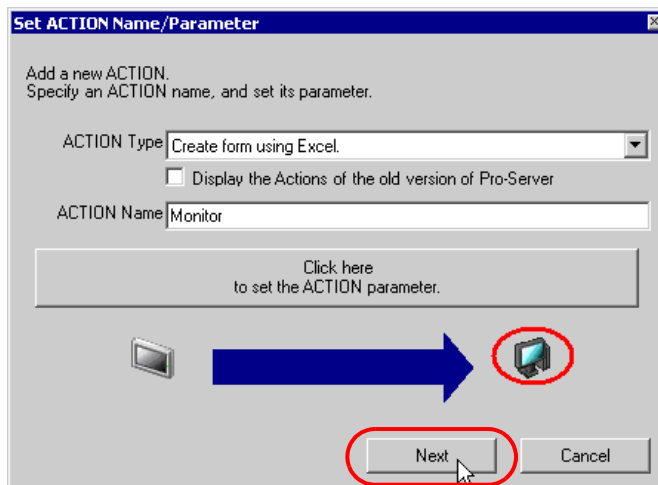 Set ACTION Name/Parameter
Add a new ACTION.
Specify an ACTION name, and set its parameter.
ACTION Type Create form using Excel.
Display the Actions of the old version of Pro-Server
ACTION Name Monitor
Click here
to set the ACTION parameter.
Next Cancel